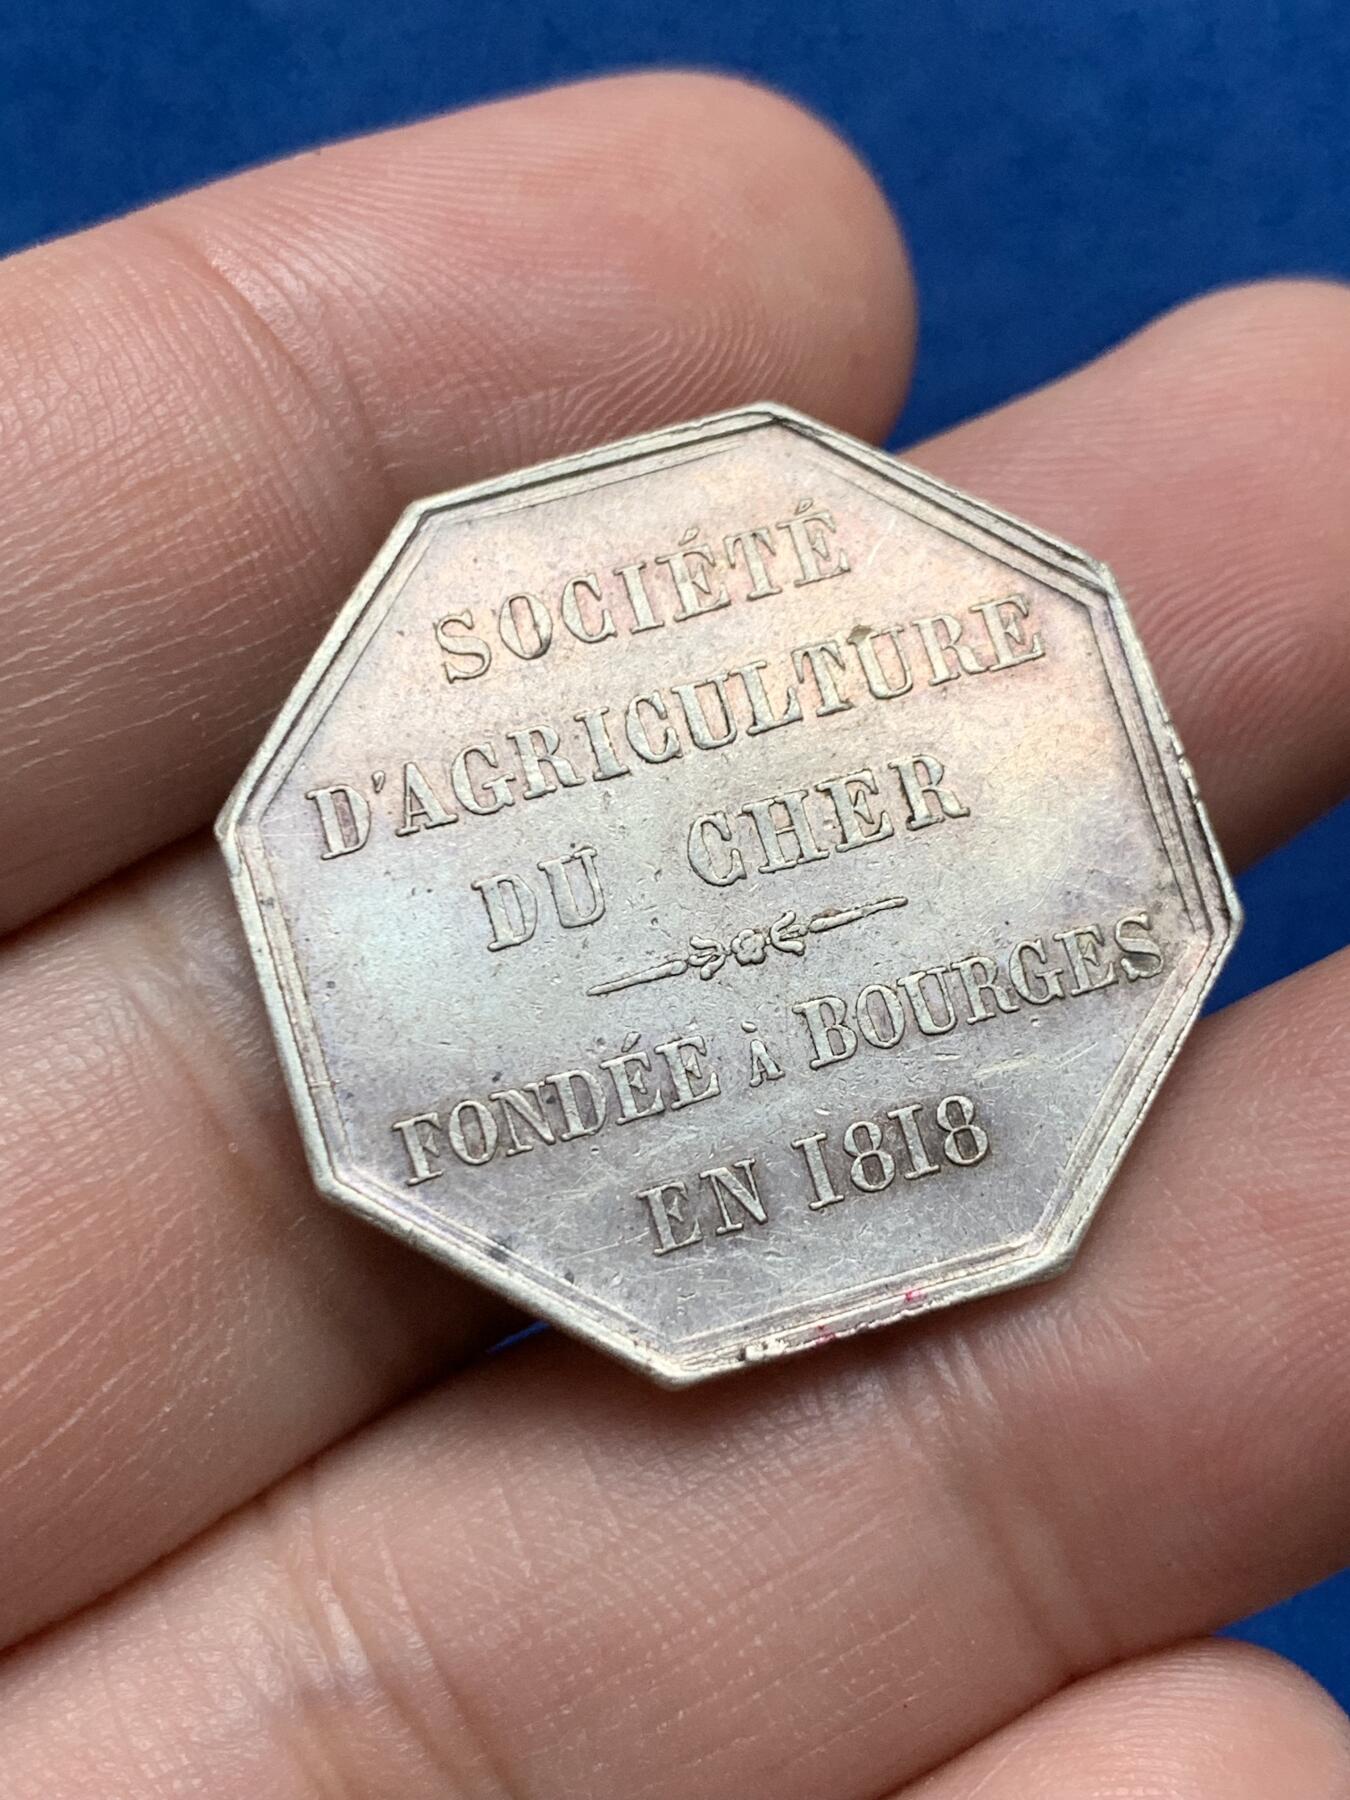 SOCIÉTÉ
D'AGRICULTURE
DU CHER
FONDÉE À BOURGES
EN 1818